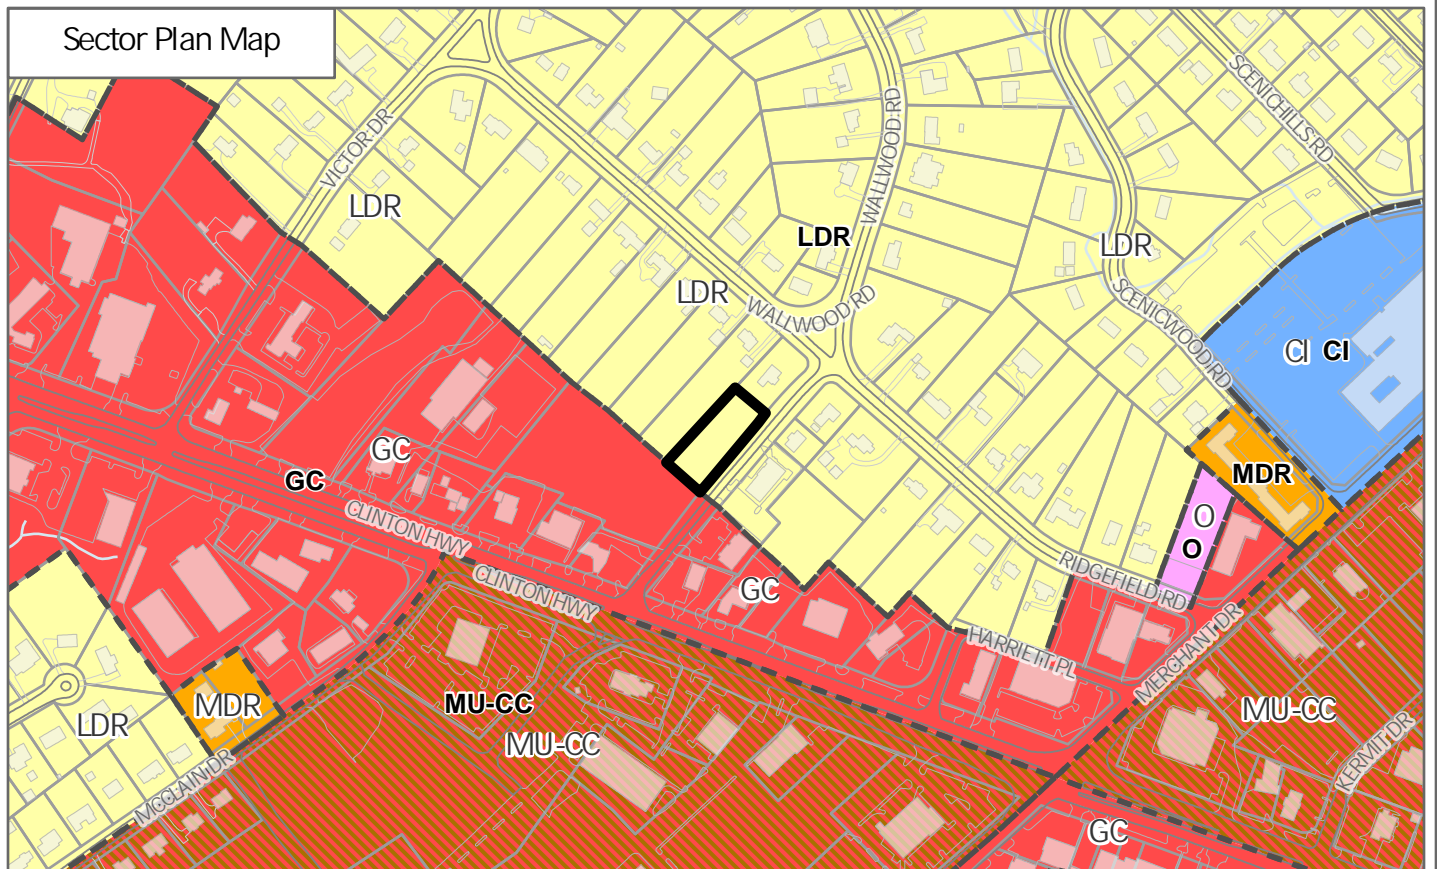 Sector Plan Map
SCENICHILLS RD
VICTOR DR
WALLWOOD RD
LDR
LDR
LDR
LDR
WALLWOOD RD
SCENICWOOD RD
CI CI
GC
GC
MDR
CLINTON HWY
O
O
CLINTON HWY
GC
RIDGEFIELD RD
HARRIETT PL
MERCHANT DR
MDR
MU-CC
MU-CC
LDR
MU-CC
KERMIT DR
MCCLAIN DR
GC